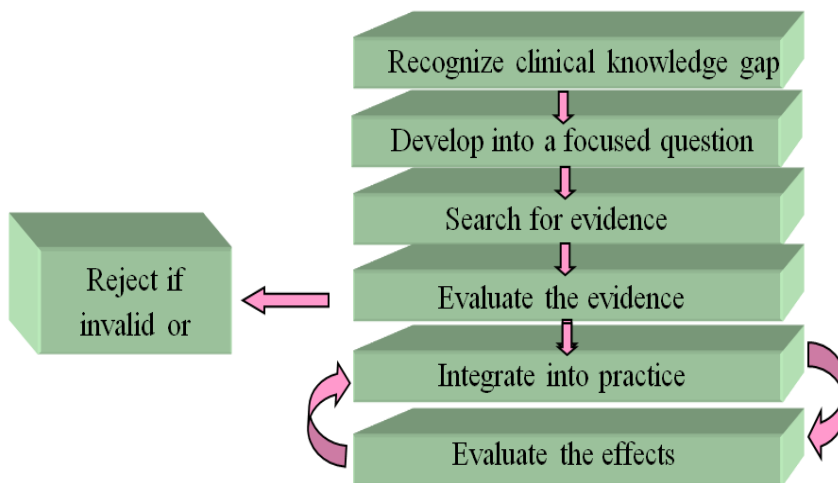 Recognize clinical knowledge gap
Develop into a focused question
Search for evidence
Evaluate the evidence
Reject if
invalid or
Integrate into practice
Evaluate the effects